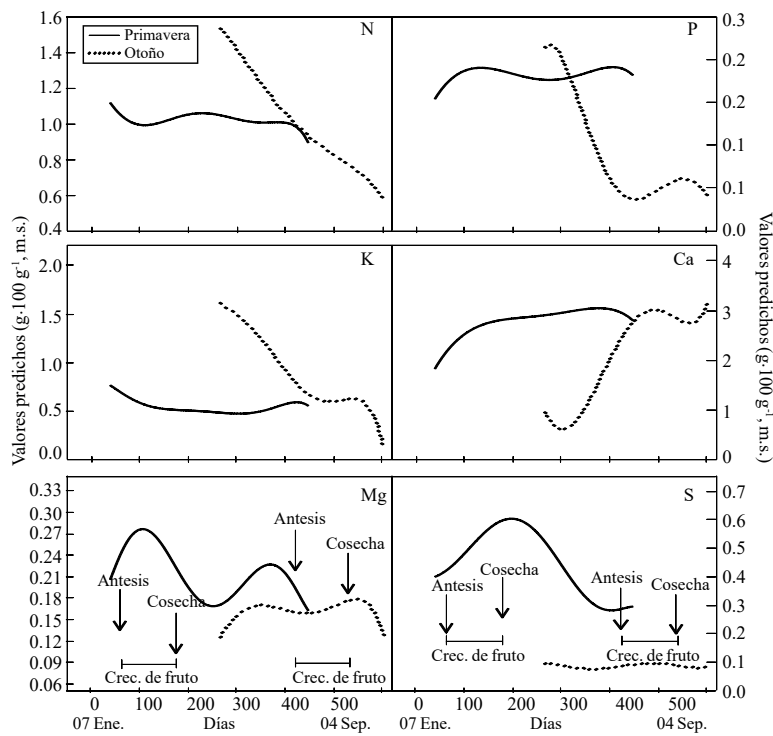 1.6
1.4
1.2
1.0
0.8
0.6
0.4
Primavera
Otoño
N
P
0.3
0.2
0.2
0.1
0.1
0.0
Valores predichos (g·100 g-1, m.s.)
Valores predichos (g·100 g-1, m.s.)
2.0
1.5
1.0
0.5
0.0
K
Ca
4
3
2
1
0
0.33
0.30
0.27
0.24
0.21
0.18
0.15
0.12
0.09
0.06
Mg
Antesis
Cosecha
Antesis
Cosecha
Crec. de fruto
Crec. de fruto
S
Antesis
Cosecha
Antesis
Cosecha
Crec. de fruto
Crec. de fruto
0.7
0.6
0.5
0.4
0.3
0.2
0.1
0.0
0 100 200 300 400 500
07 Ene. Días 04 Sep.
0 100 200 300 400 500
07 Ene. Días 04 Sep.